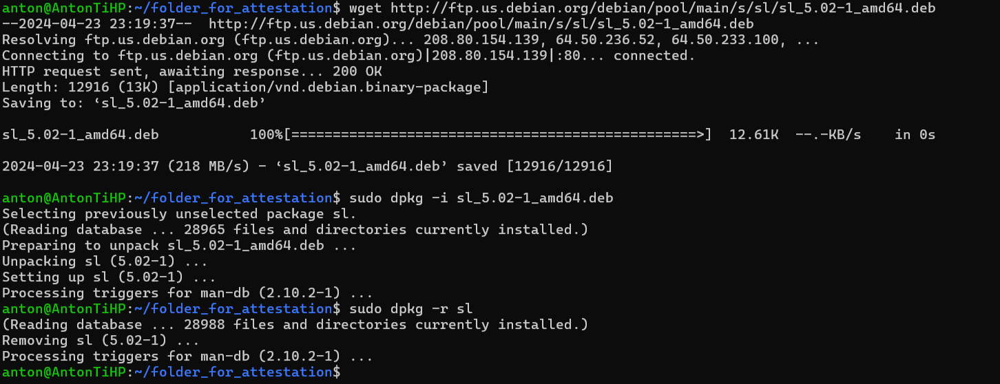 anton@AntonTiHP:~/folder_for_attestation$ wget http://ftp.us.debian.org/debian/pool/main/s/sl/sl_5.02-1_amd64.deb
--2024-04-23 23:19:37--  http://ftp.us.debian.org/debian/pool/main/s/sl/sl_5.02-1_amd64.deb
Resolving ftp.us.debian.org (ftp.us.debian.org)... 208.80.154.139, 64.50.236.52, 64.50.233.100, ...
Connecting to ftp.us.debian.org (ftp.us.debian.org)|208.80.154.139|:80... connected.
HTTP request sent, awaiting response... 200 OK
Length: 12916 (13K) [application/vnd.debian.binary-package]
Saving to: ‘sl_5.02-1_amd64.deb’
sl_5.02-1_amd64.deb           100%[=================================================>]  12.61K  --.-KB/s    in 0s
2024-04-23 23:19:37 (218 MB/s) - ‘sl_5.02-1_amd64.deb’ saved [12916/12916]
anton@AntonTiHP:~/folder_for_attestation$ sudo dpkg -i sl_5.02-1_amd64.deb
Selecting previously unselected package sl.
(Reading database ... 28965 files and directories currently installed.)
Preparing to unpack sl_5.02-1_amd64.deb ...
Unpacking sl (5.02-1) ...
Setting up sl (5.02-1) ...
Processing triggers for man-db (2.10.2-1) ...
anton@AntonTiHP:~/folder_for_attestation$ sudo dpkg -r sl
(Reading database ... 28988 files and directories currently installed.)
Removing sl (5.02-1) ...
Processing triggers for man-db (2.10.2-1) ...
anton@AntonTiHP:~/folder_for_attestation$